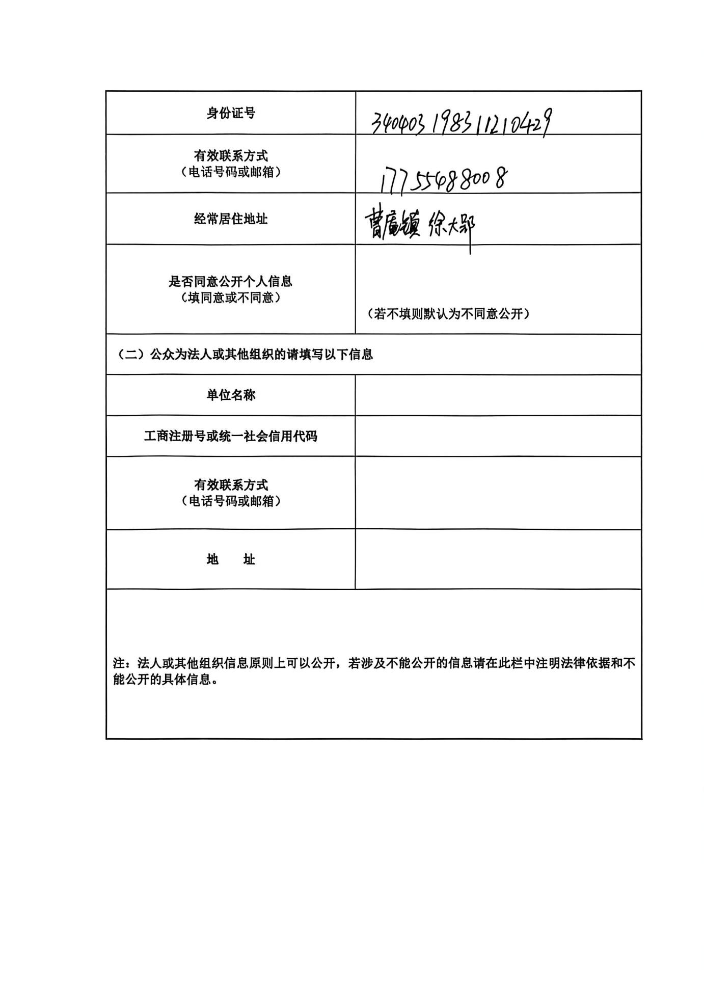 身份证号
340403198311210429
有效联系方式
（电话号码或邮箱）
17755488008
经常居住地址
曹庵镇 徐大郢
是否同意公开个人信息
（填同意或不同意）
（若不填则默认为不同意公开）
（二）公众为法人或其他组织的请填写以下信息
单位名称
工商注册号或统一社会信用代码
有效联系方式
（电话号码或邮箱）
地 址
注：法人或其他组织信息原则上可以公开，若涉及不能公开的信息请在此栏中注明法律依据和不
能公开的具体信息。